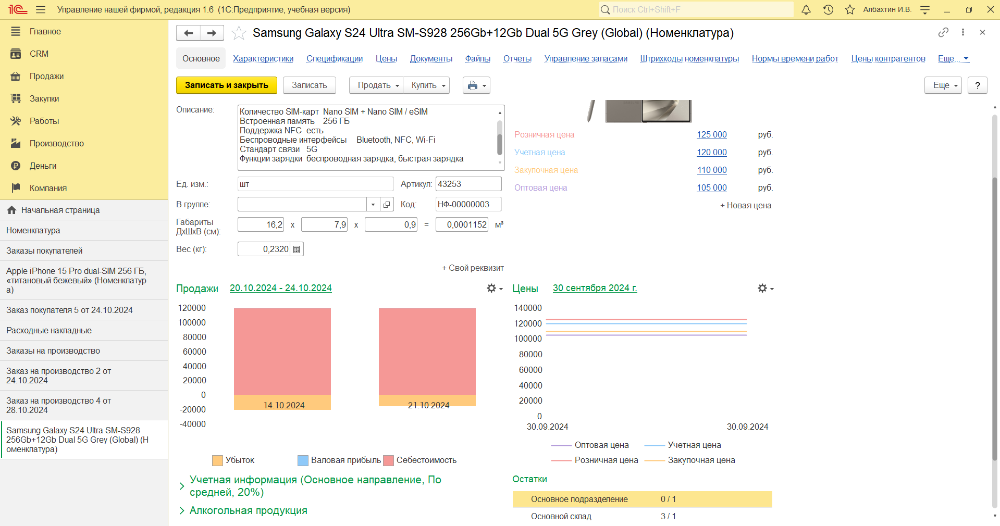 1С Управление нашей фирмой, редакция 1.6 (1С:Предприятие, учебная версия) Поиск Ctrl+Shift+F Албахтин И.В.
Главное
CRM
Продажи
Закупки
Работы
Производство
Деньги
Компания
Начальная страница
Номенклатура
Заказы покупателей
Apple iPhone 15 Pro dual-SIM 256 ГБ,
«титановый бежевый» (Номенклатур
а)
Заказ покупателя 5 от 24.10.2024
Расходные накладные
Заказы на производство
Заказ на производство 2 от
24.10.2024
Заказ на производство 4 от
28.10.2024
Samsung Galaxy S24 Ultra SM-S928
256Gb+12Gb Dual 5G Grey (Global) (Н
оменклатура)
Samsung Galaxy S24 Ultra SM-S928 256Gb+12Gb Dual 5G Grey (Global) (Номенклатура)
Основное Характеристики Спецификации Цены Документы Файлы Отчеты Управление запасами Штрихкоды номенклатуры Нормы времени работ Цены контрагентов Еще...
Записать и закрыть Записать Продать Купить Еще ?
Описание:
Количество SIM-карт Nano SIM + Nano SIM / eSIM
Встроенная память 256 ГБ
Поддержка NFC есть
Беспроводные интерфейсы Bluetooth, NFC, Wi-Fi
Стандарт связи 5G
Функции зарядки беспроводная зарядка, быстрая зарядка
Ед. изм.: шт Артикул: 43253
В группе: Код: НФ-00000003
Габариты
ДхШхВ (см): 16,2 х 7,9 х 0,9 = 0,0001152 м³
Вес (кг): 0,2320
+ Свой реквизит
Розничная цена 125 000 руб.
Учетная цена 120 000 руб.
Закупочная цена 110 000 руб.
Оптовая цена 105 000 руб.
+ Новая цена
Продажи 20.10.2024 - 24.10.2024
120000
100000
80000
60000
40000
20000
0
-20000
-40000
14.10.2024 21.10.2024
Убыток Валовая прибыль Себестоимость
Цены 30 сентября 2024 г.
140000
120000
100000
80000
60000
40000
20000
0
30.09.2024 30.09.2024
Оптовая цена Учетная цена
Розничная цена Закупочная цена
Учетная информация (Основное направление, По
средней, 20%)
Алкогольная продукция
Остатки
Основное подразделение 0 / 1
Основной склад 3 / 1